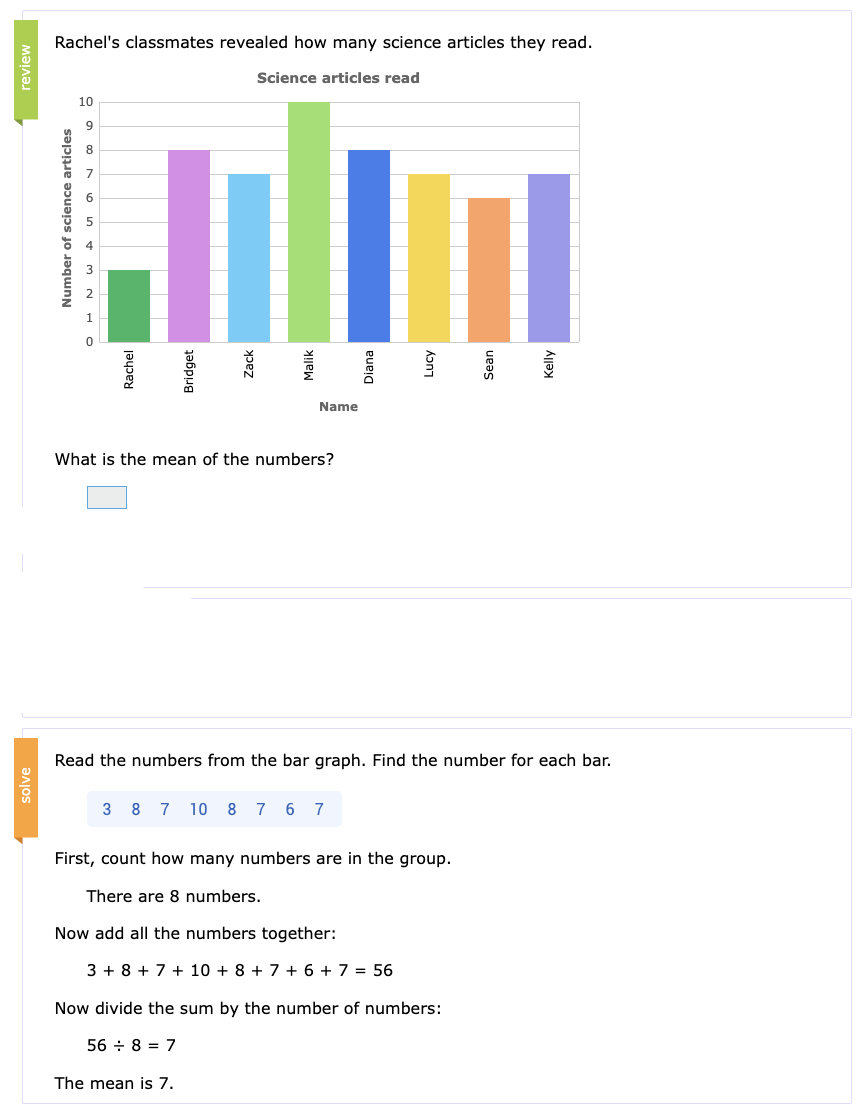 review
Rachel's classmates revealed how many science articles they read.
Science articles read
Number of science articles
10
9
8
7
6
5
4
3
2
1
0
Rachel
Bridget
Zack
Malik
Diana
Lucy
Sean
Kelly
Name
What is the mean of the numbers?
solve
Read the numbers from the bar graph. Find the number for each bar.
3 8 7 10 8 7 6 7
First, count how many numbers are in the group.
There are 8 numbers.
Now add all the numbers together:
3 + 8 + 7 + 10 + 8 + 7 + 6 + 7 = 56
Now divide the sum by the number of numbers:
56 ÷ 8 = 7
The mean is 7.